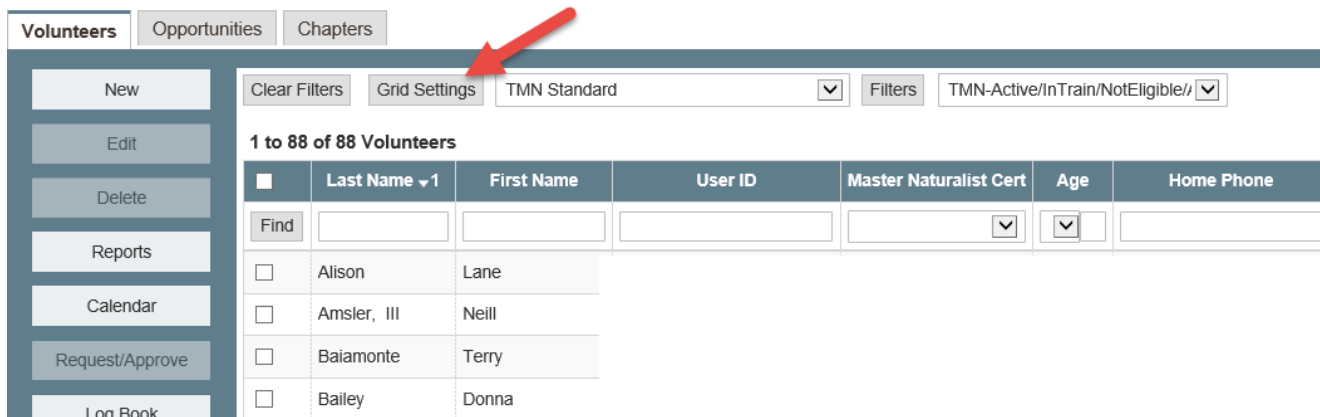 Volunteers Opportunities Chapters
New
Clear Filters Grid Settings TMN Standard Filters TMN-Active/InTrain/NotEligible/
Edit
1 to 88 of 88 Volunteers
Delete
Last Name 1 First Name User ID Master Naturalist Cert Age Home Phone
Find
Reports
Alison Lane
Calendar
Amsler, III Neill
Request/Approve
Baiamonte Terry
Log Book
Bailey Donna